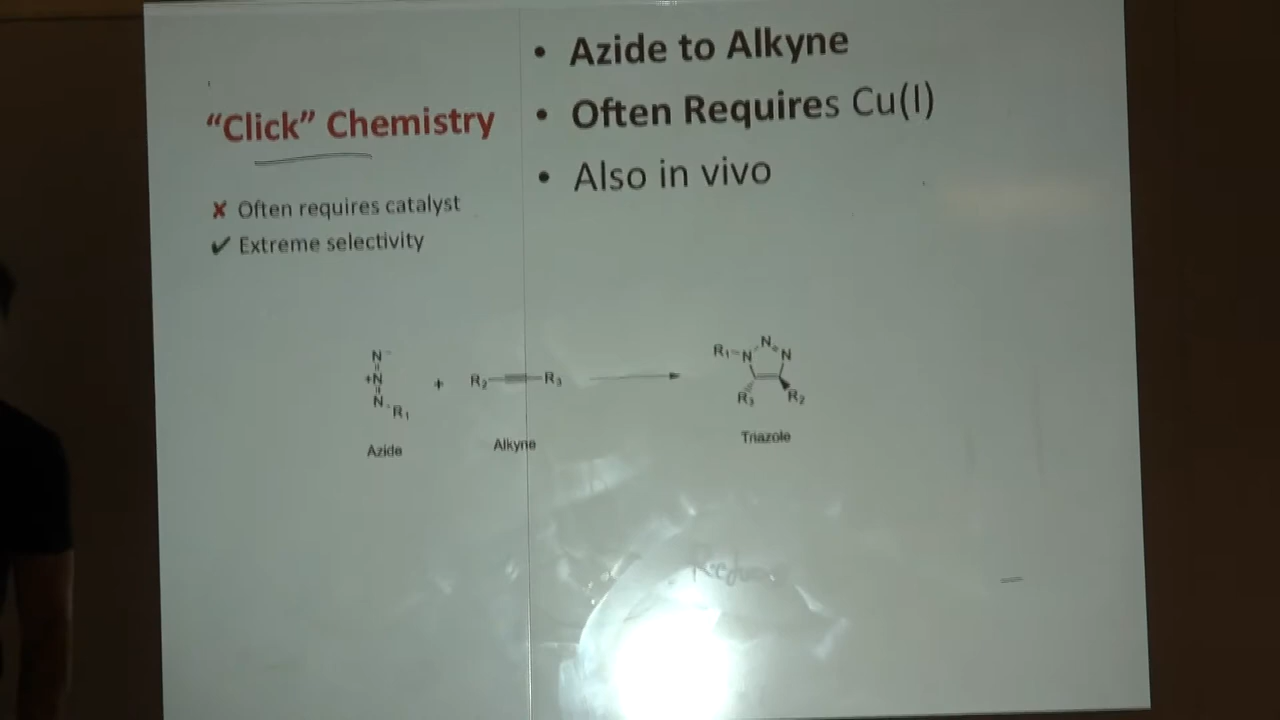 “Click” Chemistry
✘ Often requires catalyst
✔ Extreme selectivity
• Azide to Alkyne
• Often Requires Cu(I)
• Also in vivo
N⁻
+N
N
R₁
Azide
+
R₂ R₃
Alkyne
R₁ N N N
R₃ R₂
Triazole